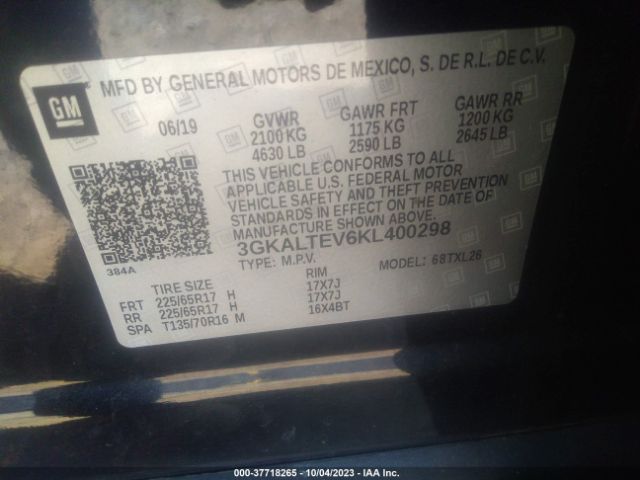 GM
MFD BY GENERAL MOTORS DE MEXICO, S. DE R.L. DE C.V.
06/19
GVWR GAWR FRT GAWR RR
2100 KG 1175 KG 1200 KG
4630 LB 2590 LB 2645 LB
THIS VEHICLE CONFORMS TO ALL
APPLICABLE U.S. FEDERAL MOTOR
VEHICLE SAFETY AND THEFT PREVENTION
STANDARDS IN EFFECT ON THE DATE OF
MANUFACTURE SHOWN ABOVE.
3GKALTEV6KL400298
TYPE: M.P.V. MODEL: 68TXL26
384A
TIRE SIZE RIM
FRT 225/65R17 H 17X7J
RR 225/65R17 H 17X7J
SPA T135/70R16 M 16X4BT
000-37718265 - 10/04/2023 - IAA Inc.